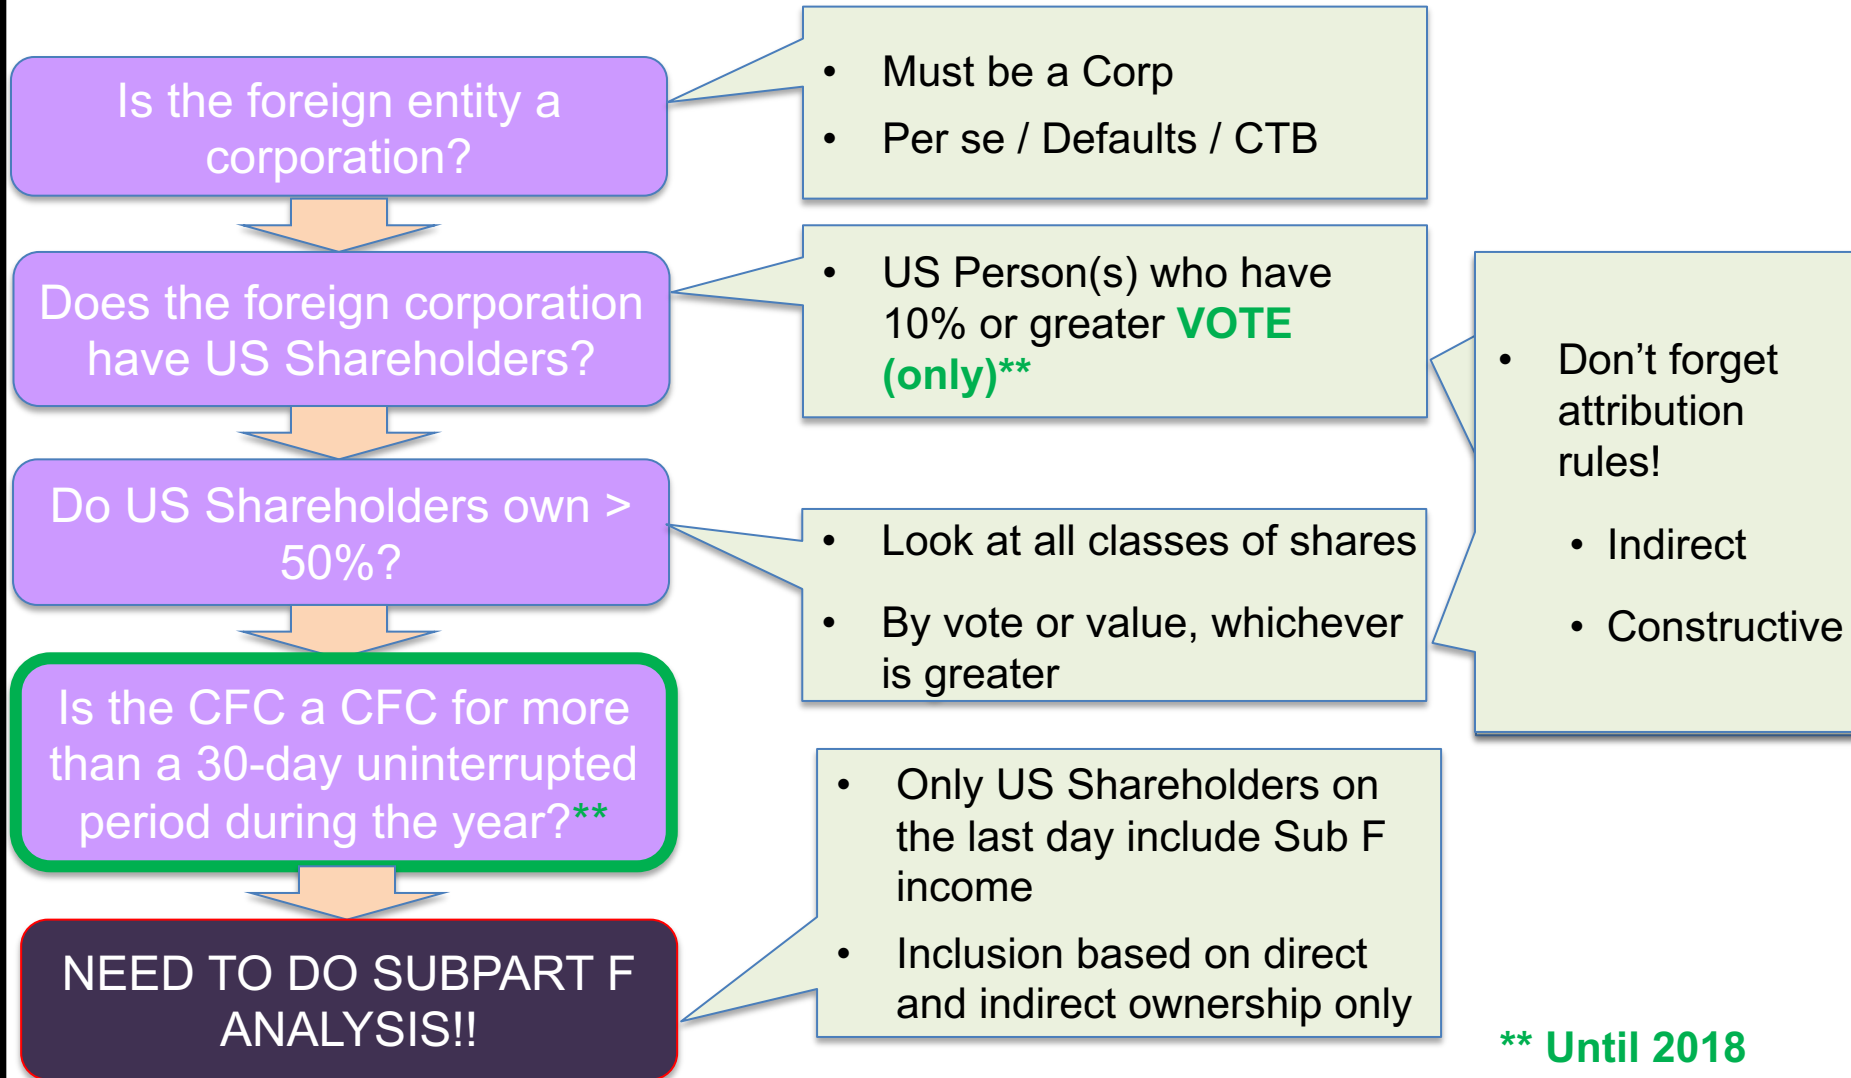 Is the foreign entity a
corporation?
• Must be a Corp
• Per se / Defaults / CTB
Does the foreign corporation
have US Shareholders?
• US Person(s) who have
10% or greater VOTE
(only)**
• Don’t forget
attribution
rules!
• Indirect
• Constructive
Do US Shareholders own >
50%?
• Look at all classes of shares
• By vote or value, whichever
is greater
Is the CFC a CFC for more
than a 30-day uninterrupted
period during the year?**
NEED TO DO SUBPART F
ANALYSIS!!
• Only US Shareholders on
the last day include Sub F
income
• Inclusion based on direct
and indirect ownership only
** Until 2018